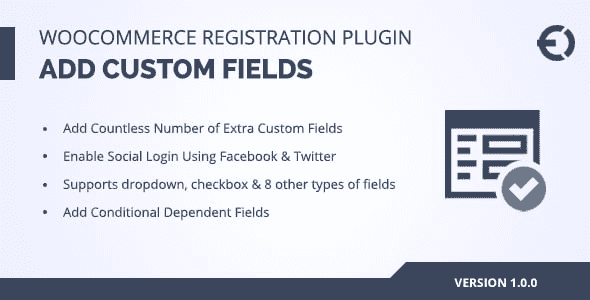 WOOCOMMERCE REGISTRATION PLUGIN
ADD CUSTOM FIELDS
• Add Countless Number of Extra Custom Fields
• Enable Social Login Using Facebook & Twitter
• Supports dropdown, checkbox & 8 other types of fields
• Add Conditional Dependent Fields
VERSION 1.0.0